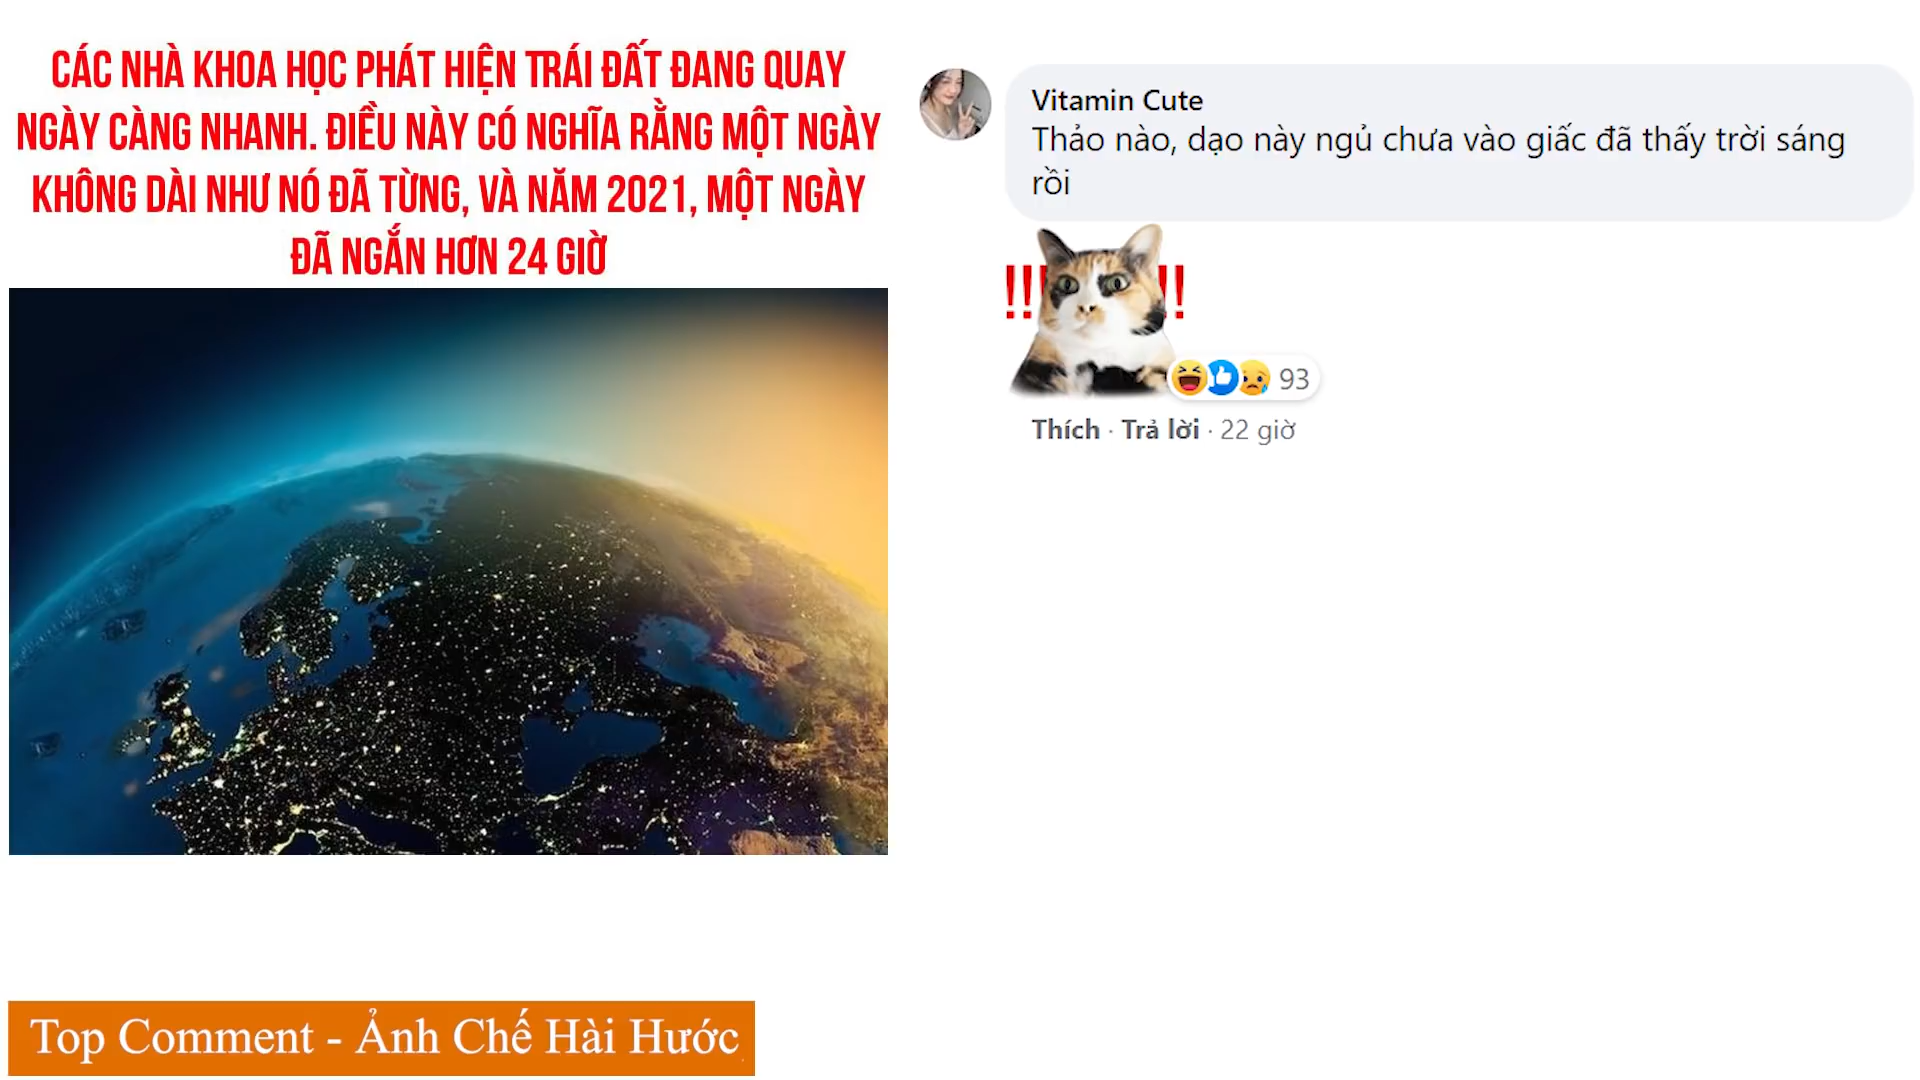 CÁC NHÀ KHOA HỌC PHÁT HIỆN TRÁI ĐẤT ĐANG QUAY
NGÀY CÀNG NHANH. ĐIỀU NÀY CÓ NGHĨA RẰNG MỘT NGÀY
KHÔNG DÀI NHƯ NÓ ĐÃ TỪNG, VÀ NĂM 2021, MỘT NGÀY
ĐÃ NGẮN HƠN 24 GIỜ
Vitamin Cute
Thảo nào, dạo này ngủ chưa vào giấc đã thấy trời sáng
rồi
!!! !!
93
Thích · Trả lời · 22 giờ
Top Comment - Ảnh Chế Hài Hước